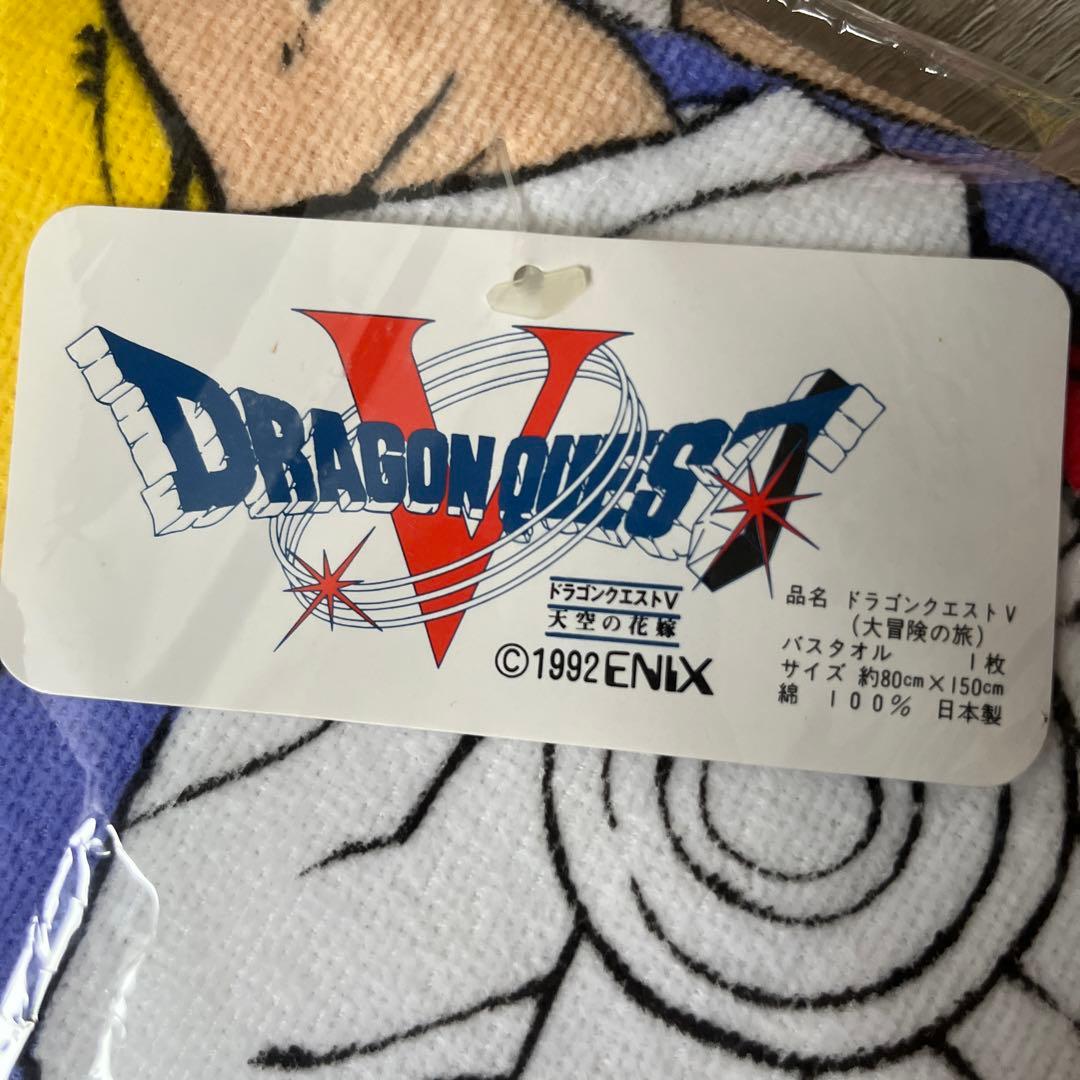 DRAGON QUEST V
ドラゴンクエストV
天空の花嫁
©1992 ENIX
品名 ドラゴンクエストV
(大冒険の旅)
バスタオル 1枚
サイズ 約80cm×150cm
綿 100% 日本製